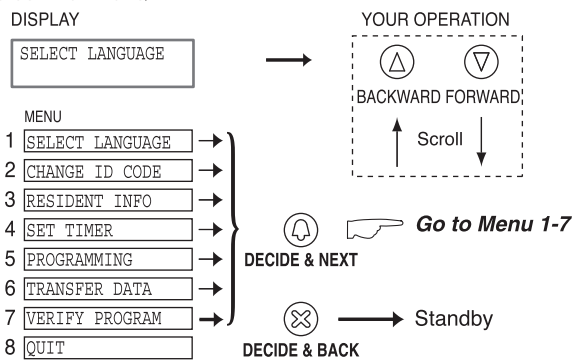 DISPLAY
YOUR OPERATION
SELECT LANGUAGE
BACKWARD FORWARD
Scroll
MENU
1 SELECT LANGUAGE
2 CHANGE ID CODE
3 RESIDENT INFO
4 SET TIMER
5 PROGRAMMING
6 TRANSFER DATA
7 VERIFY PROGRAM
8 QUIT
Go to Menu 1-7
DECIDE & NEXT
Standby
DECIDE & BACK